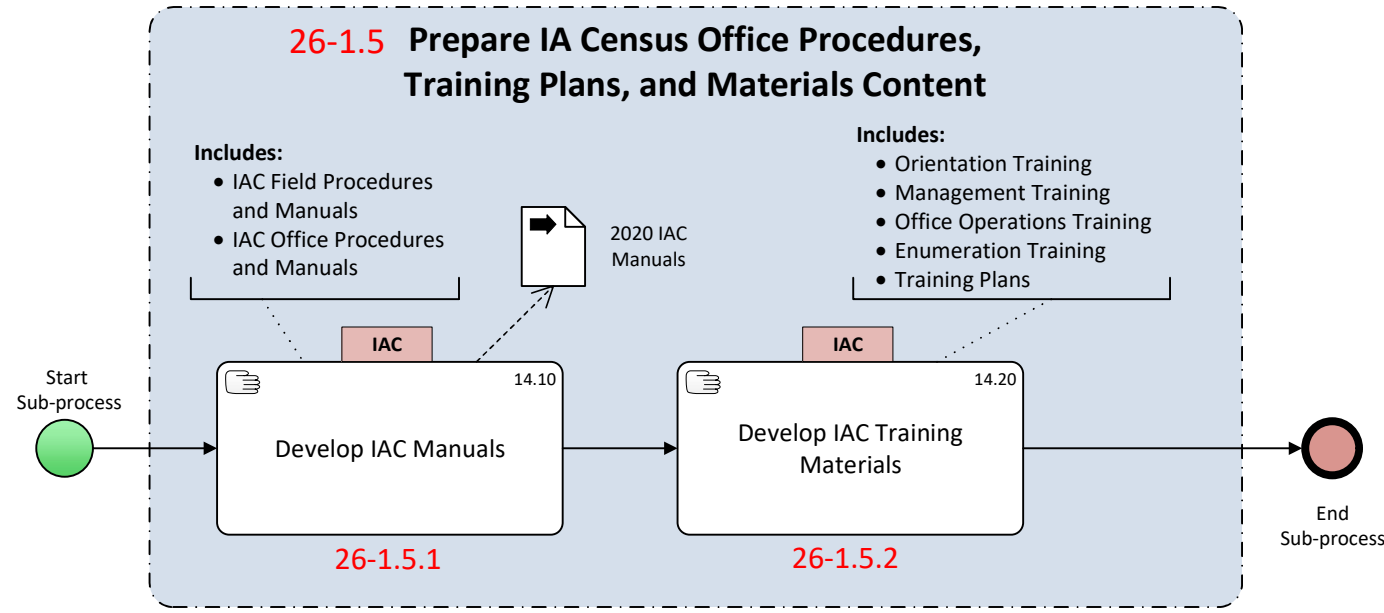 26-1.5 Prepare IA Census Office Procedures,
Training Plans, and Materials Content
Includes:
• IAC Field Procedures
and Manuals
• IAC Office Procedures
and Manuals
2020 IAC
Manuals
Includes:
• Orientation Training
• Management Training
• Office Operations Training
• Enumeration Training
• Training Plans
Start
Sub-process
IAC
14.10
Develop IAC Manuals
26-1.5.1
IAC
14.20
Develop IAC Training
Materials
26-1.5.2
End
Sub-process